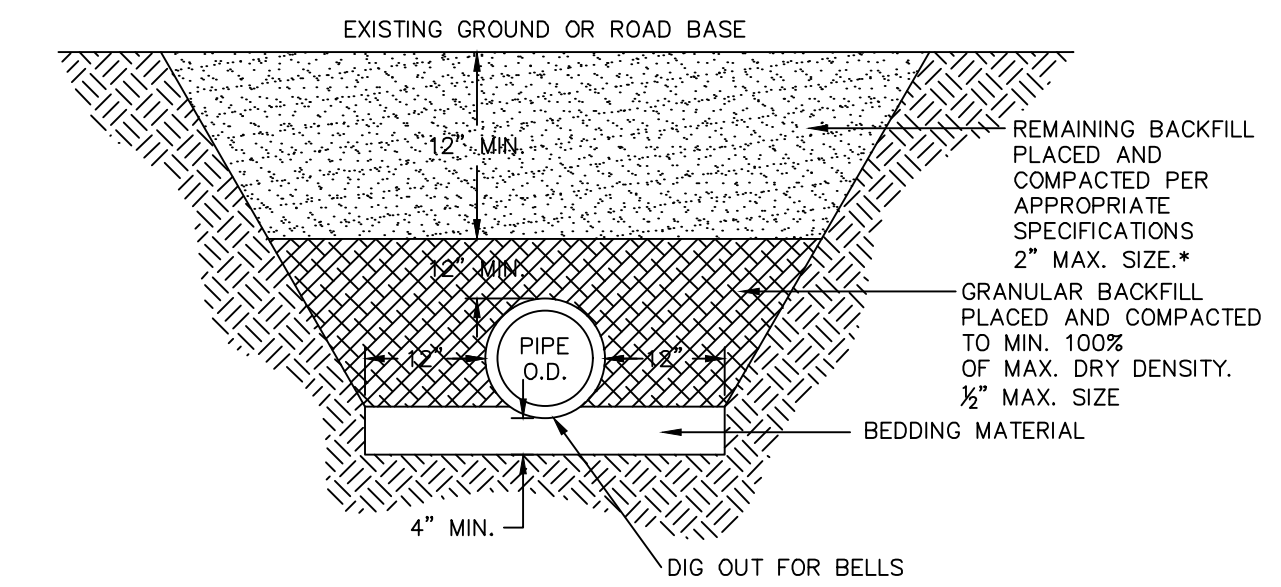 EXISTING GROUND OR ROAD BASE
12" MIN.
REMAINING BACKFILL
PLACED AND
COMPACTED PER
APPROPRIATE
SPECIFICATIONS
2" MAX. SIZE.*
12" MIN.
GRANULAR BACKFILL
PLACED AND COMPACTED
TO MIN. 100%
OF MAX. DRY DENSITY.
½" MAX. SIZE
12"
PIPE
O.D.
12"
BEDDING MATERIAL
4" MIN.
DIG OUT FOR BELLS